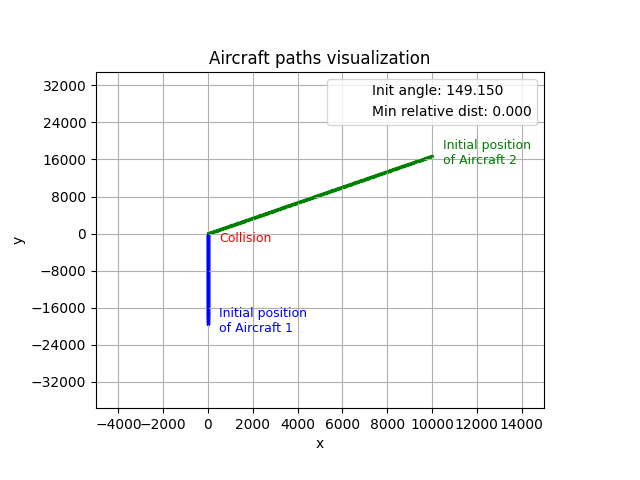 Aircraft paths visualization
Init angle: 149.150
Min relative dist: 0.000
32000
24000
16000
8000
0
−8000
−16000
−24000
−32000
y
Initial position
of Aircraft 2
Collision
Initial position
of Aircraft 1
−4000 −2000 0 2000 4000 6000 8000 10000 12000 14000
x